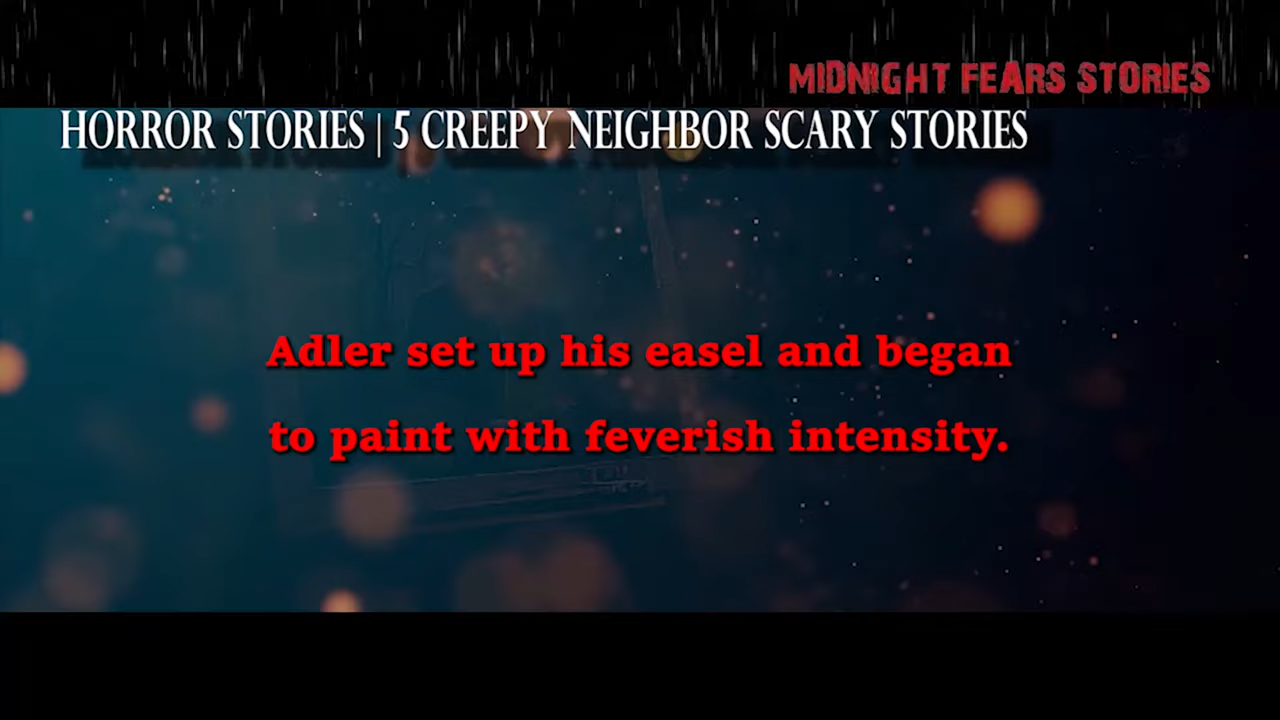 MIDNIGHT FEARS STORIES
HORROR STORIES | 5 CREEPY NEIGHBOR SCARY STORIES
Adler set up his easel and began
to paint with feverish intensity.